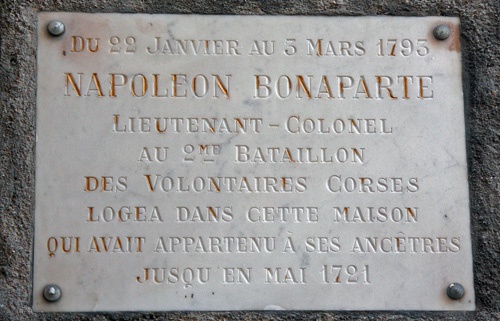 DU 22 JANVIER AU 3 MARS 1793
NAPOLEON BONAPARTE
LIEUTENANT-COLONEL
AU 2ME BATAILLON
DES VOLONTAIRES CORSES
LOGEA DANS CETTE MAISON
QUI AVAIT APPARTENU À SES ANCÊTRES
JUSQU'EN MAI 1721